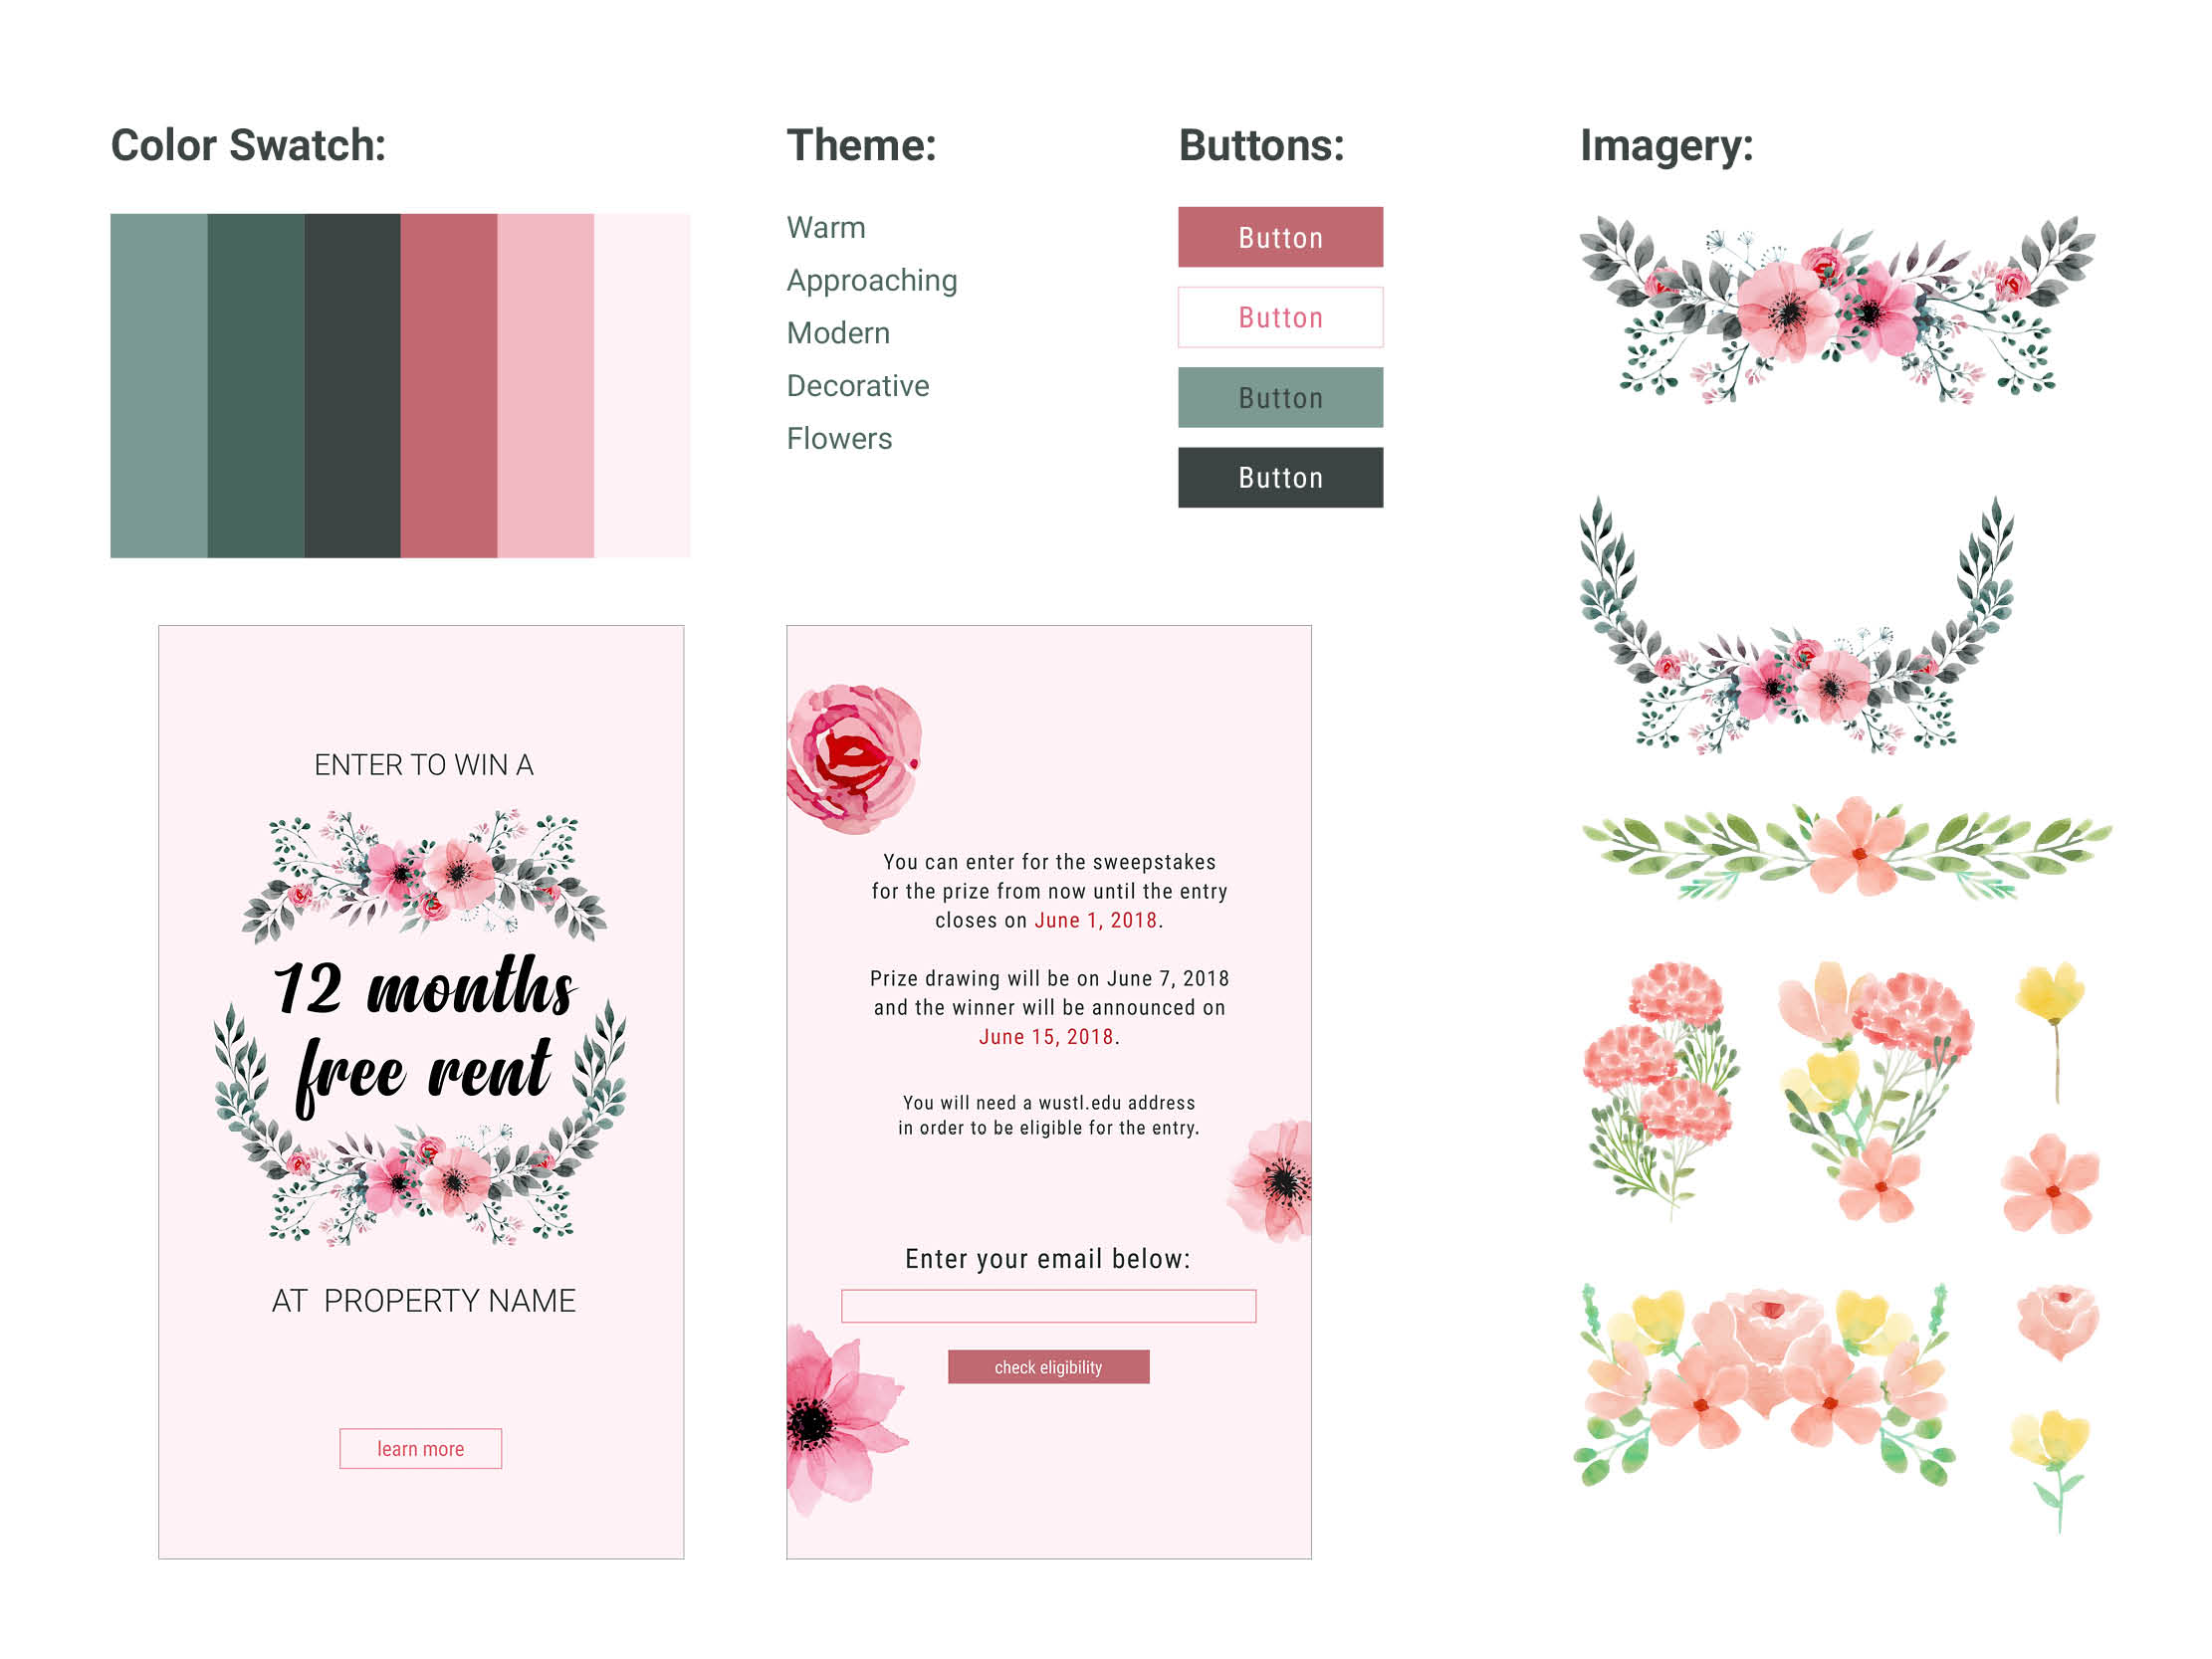 Color Swatch:
Theme:
Warm
Approaching
Modern
Decorative
Flowers
Buttons:
Button
Button
Button
Button
Imagery:
ENTER TO WIN A
12 months
free rent
AT PROPERTY NAME
learn more
You can enter for the sweepstakes
for the prize from now until the entry
closes on June 1, 2018.
Prize drawing will be on June 7, 2018
and the winner will be announced on
June 15, 2018.
You will need a wustl.edu address
in order to be eligible for the entry.
Enter your email below:
check eligibility